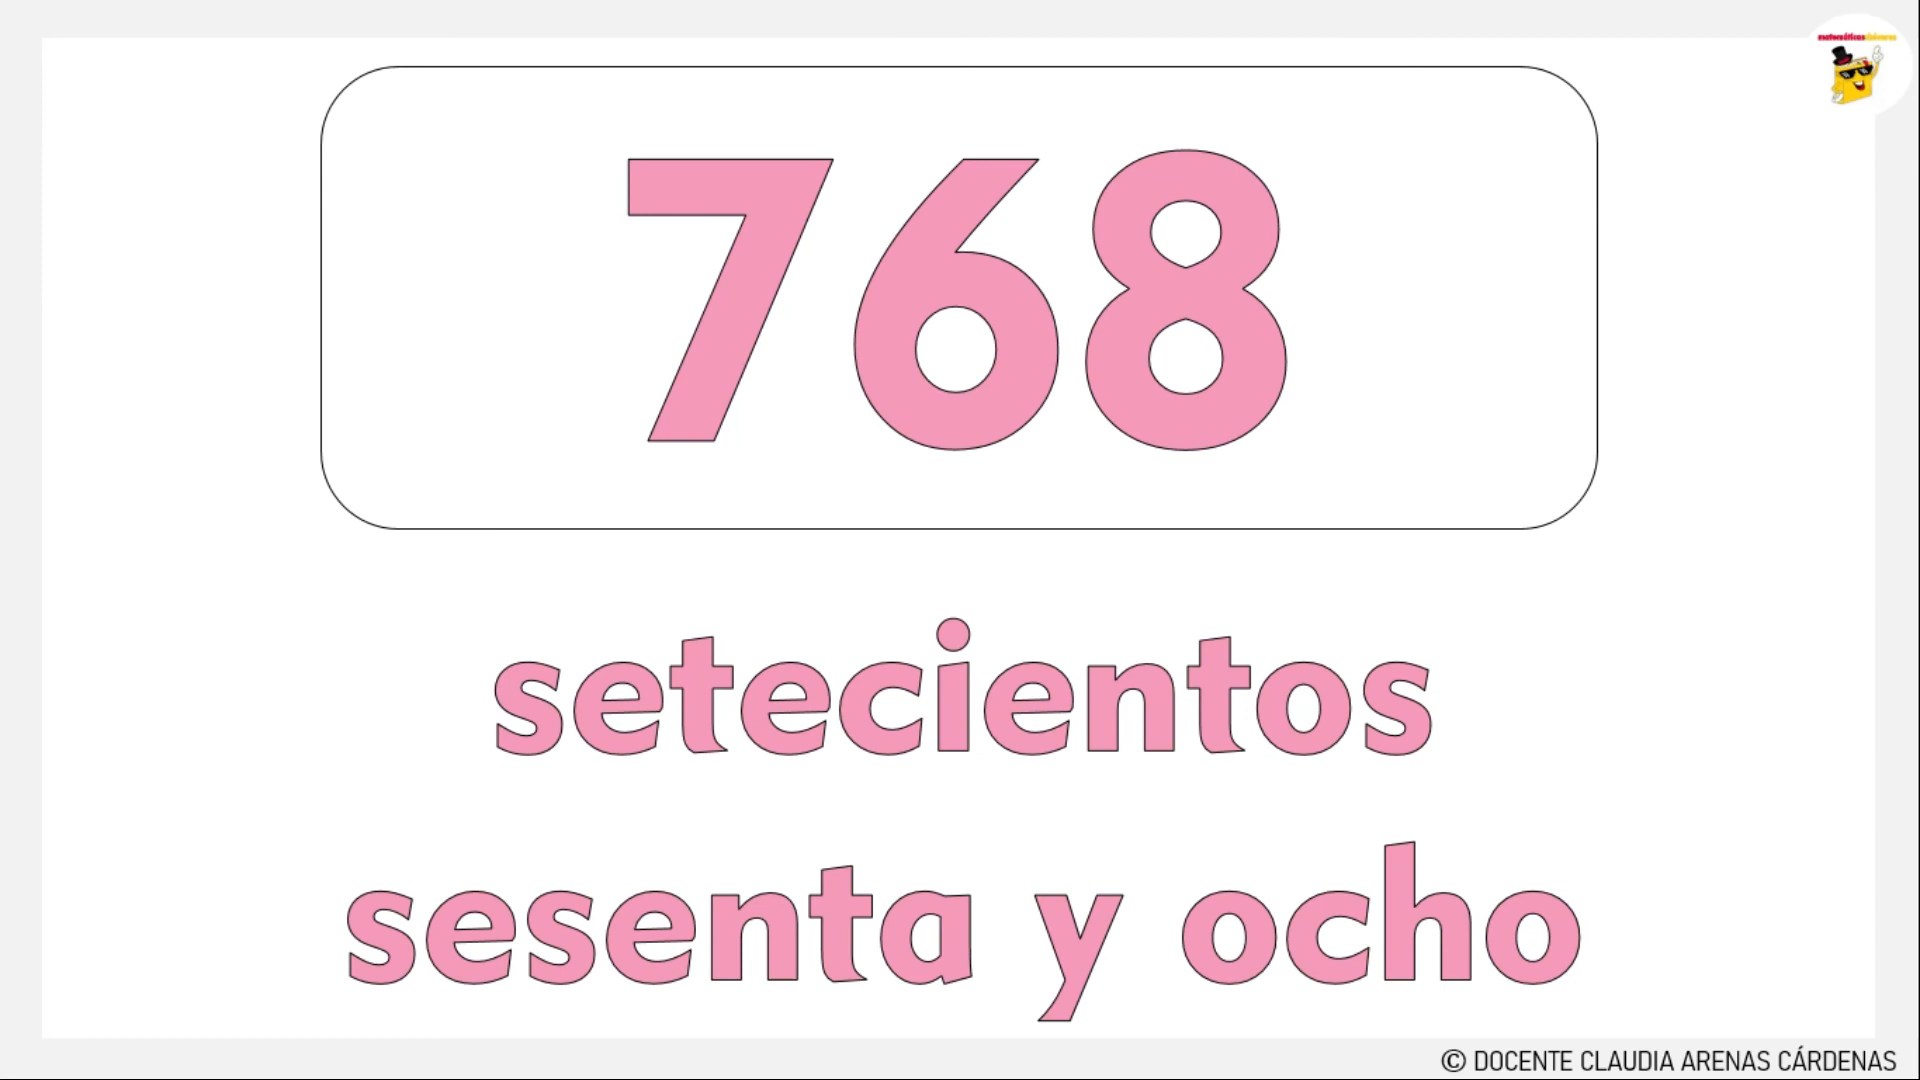 768
setecientos
sesenta y ocho
© DOCENTE CLAUDIA ARENAS CÁRDENAS